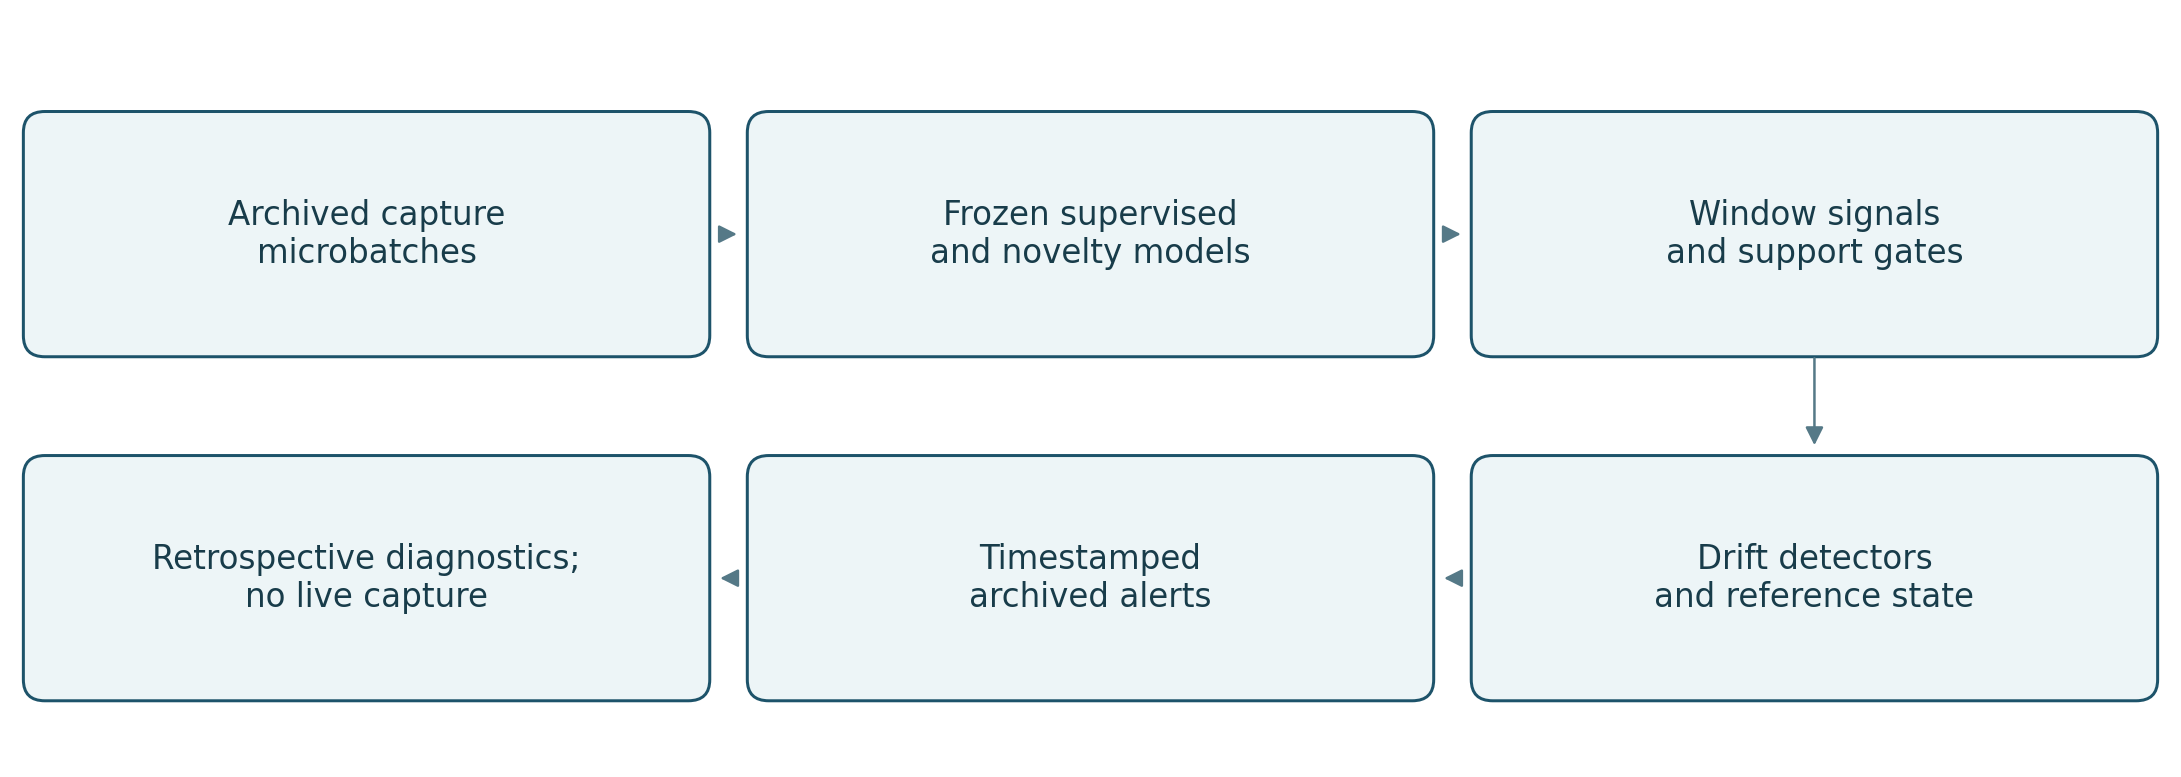 Archived capture
microbatches
Frozen supervised
and novelty models
Window signals
and support gates
Retrospective diagnostics;
no live capture
Timestamped
archived alerts
Drift detectors
and reference state